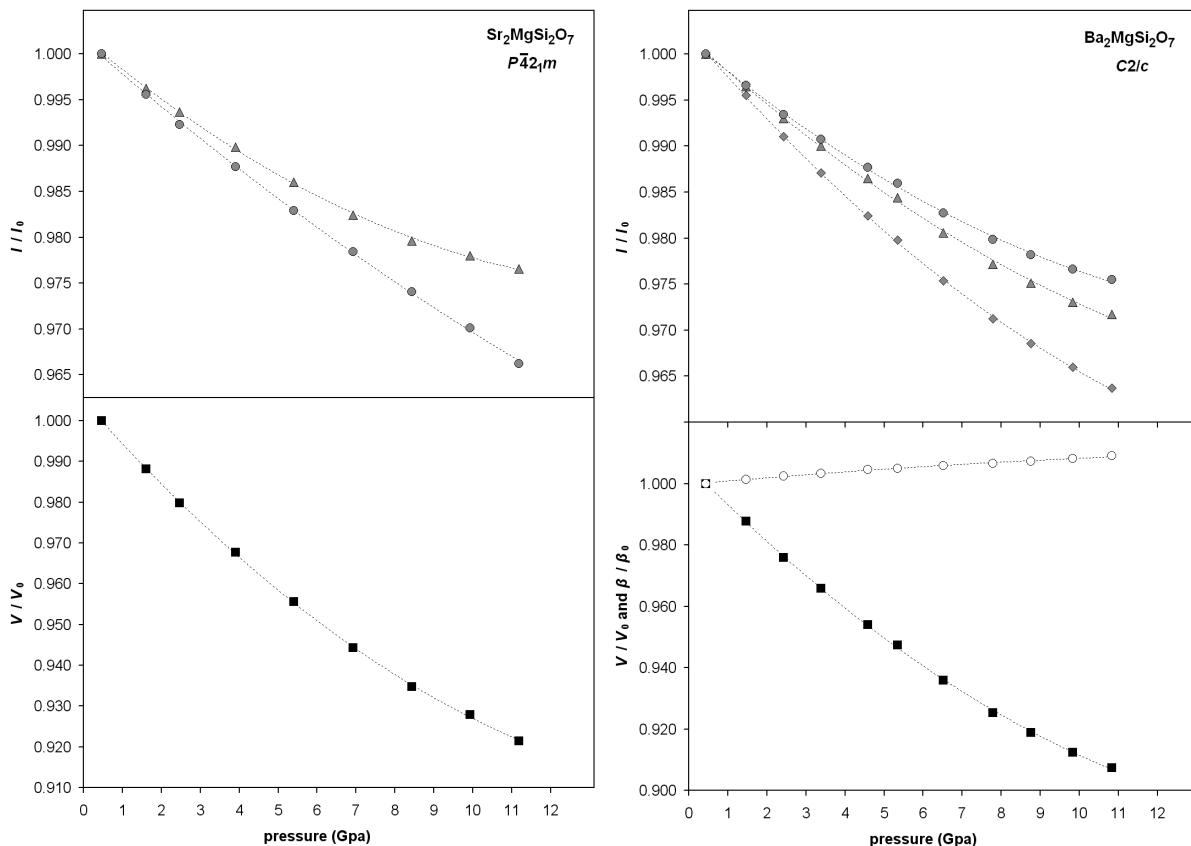 Sr₂MgSi₂O₇
P4̅2₁m
1.000
0.995
0.990
0.985
0.980
0.975
0.970
0.965
l / l₀
1.000
0.990
0.980
0.970
0.960
0.950
0.940
0.930
0.920
0.910
V / V₀
0 1 2 3 4 5 6 7 8 9 10 11 12
pressure (Gpa)
Ba₂MgSi₂O₇
C2/c
1.000
0.995
0.990
0.985
0.980
0.975
0.970
0.965
l / l₀
1.000
0.980
0.960
0.940
0.920
0.900
V / V₀ and β / β₀
0 1 2 3 4 5 6 7 8 9 10 11 12
pressure (Gpa)